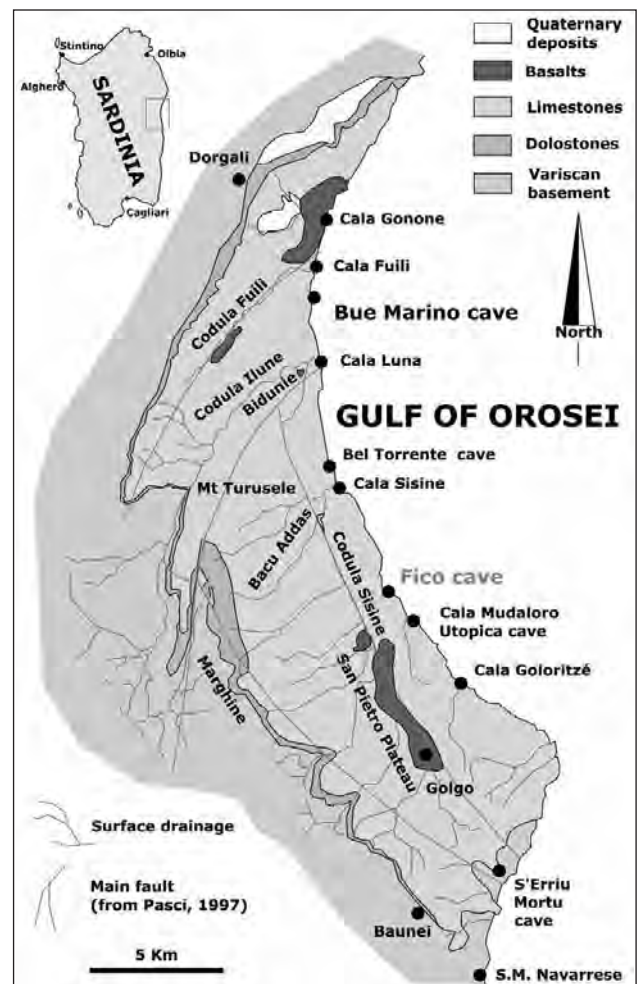 Stintino
Olbia
Alghero
SARDINIA
Cagliari
Quaternary
deposits
Basalts
Limestones
Dolostones
Variscan
basement
North
Dorgali
Cala Gonone
Cala Fuili
Codula Fuili
Bue Marino cave
Codula Ilune
Bidunie
Cala Luna
GULF OF OROSEI
Bel Torrente cave
Mt Turusele
Cala Sisine
Bacu Addas
Codula Sisine
Fico cave
Cala Mudaloro
Utopica cave
Marghine
San Pietro Plateau
Cala Goloritzé
Golgo
Surface drainage
Main fault
(from Pasci, 1997)
S'Erriu
Mortu
cave
Baunei
5 Km
S.M. Navarrese